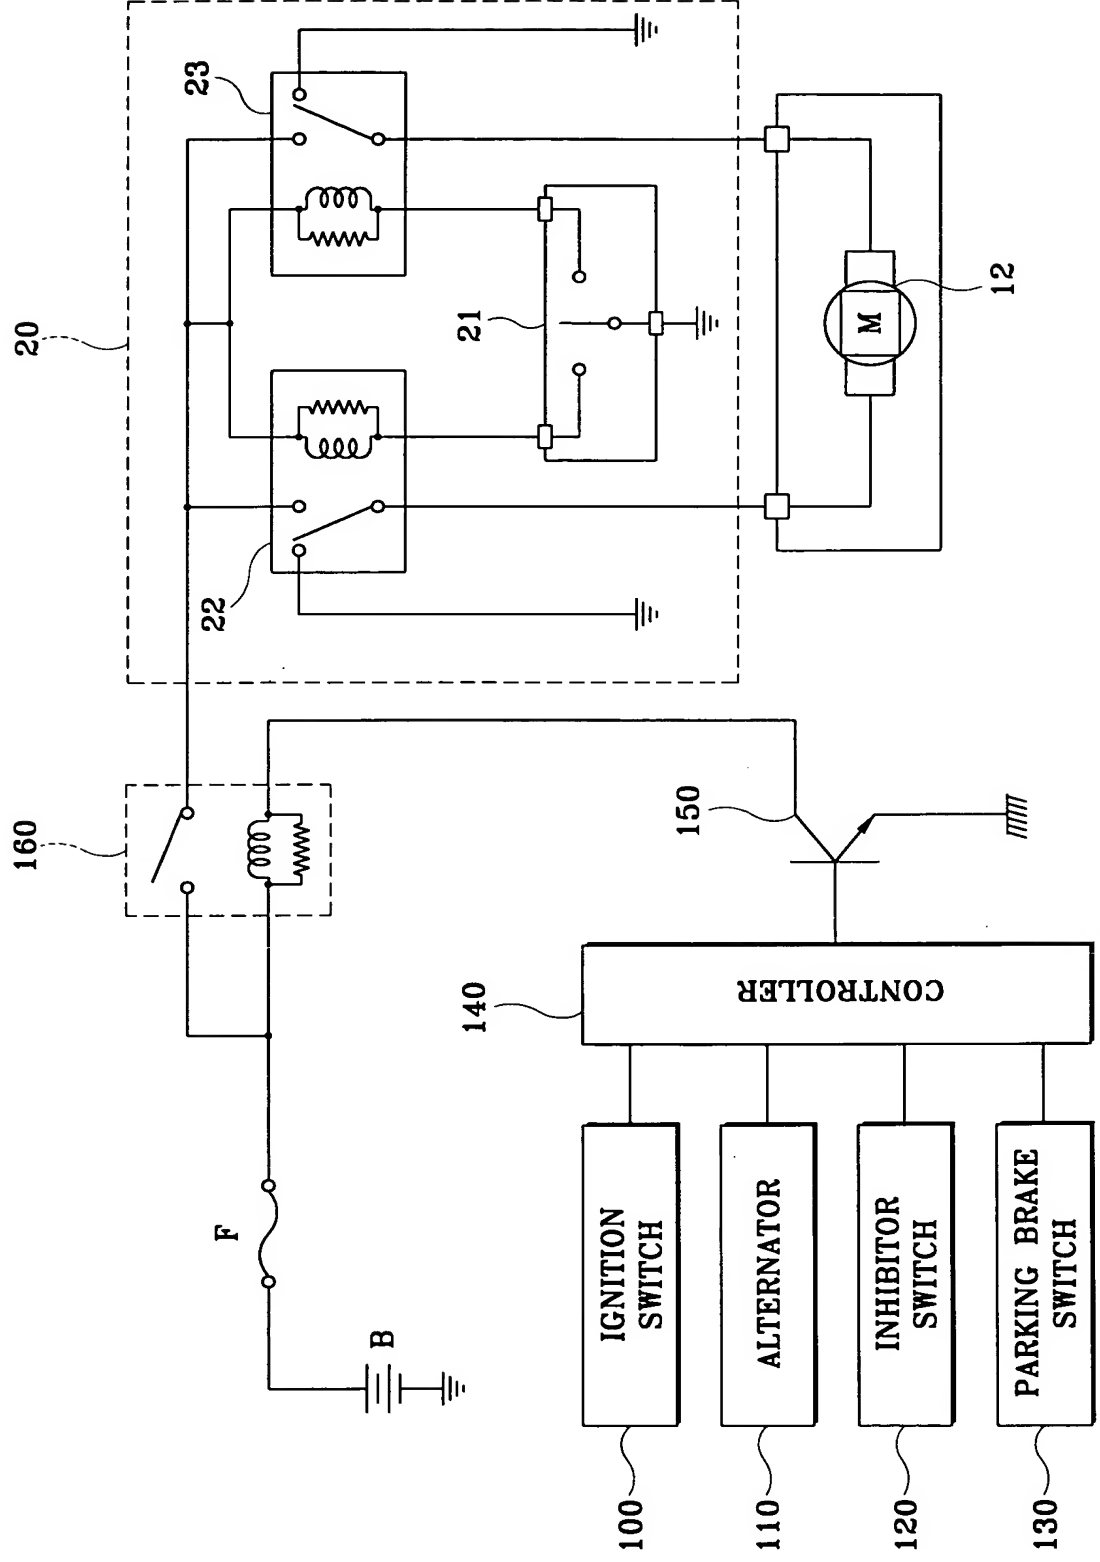 20
23
22
21
12
M
160
150
F
B
140
CONTROLLER
100
IGNITION
SWITCH
110
ALTERNATOR
120
INHIBITOR
SWITCH
130
PARKING BRAKE
SWITCH